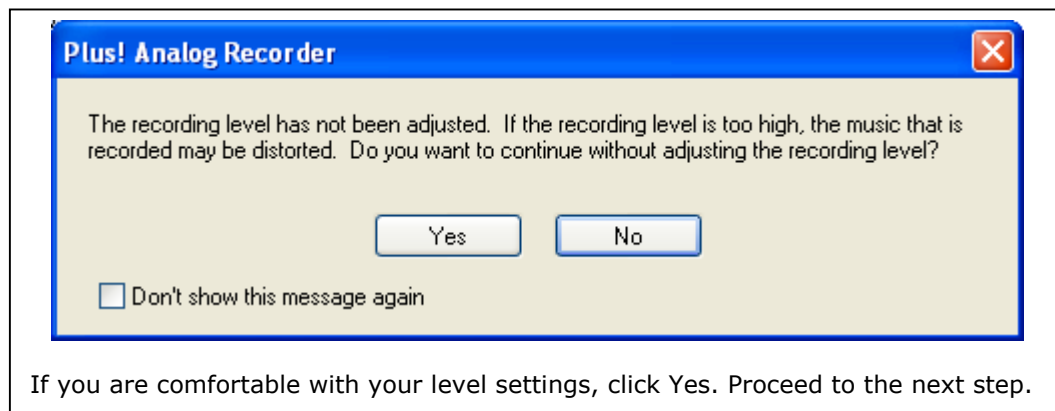 Plus! Analog Recorder
The recording level has not been adjusted.  If the recording level is too high, the music that is
recorded may be distorted.  Do you want to continue without adjusting the recording level?
Yes
No
Don't show this message again
If you are comfortable with your level settings, click Yes. Proceed to the next step.